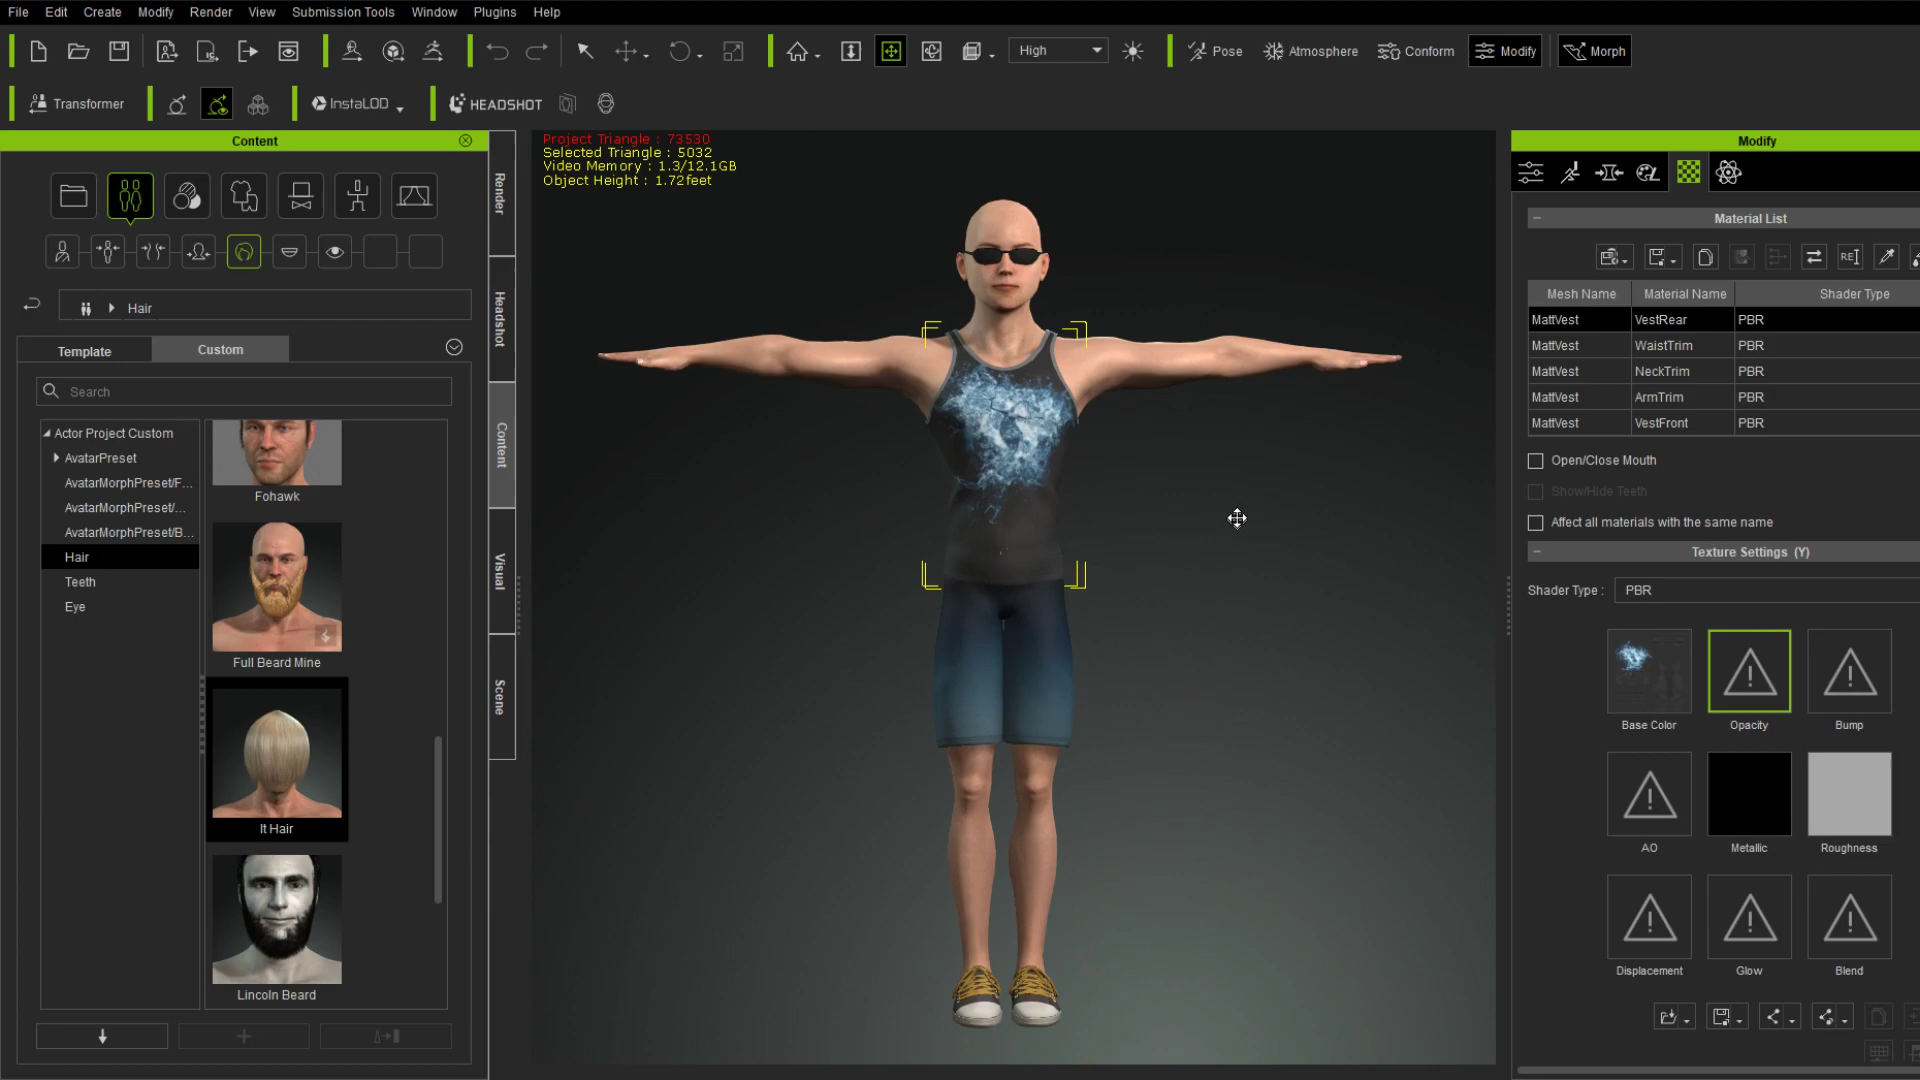 File Edit Create Modify Render View Submission Tools Window Plugins Help
High Pose Atmosphere Conform Modify Morph
Transformer InstaLOD HEADSHOT
Content
Hair
Template Custom
Search
Actor Project Custom
AvatarPreset
AvatarMorphPreset/F...
AvatarMorphPreset/...
AvatarMorphPreset/B...
Hair
Teeth
Eye
Fohawk
Full Beard Mine
It Hair
Lincoln Beard
Render
Headshot
Content
Visual
Scene
Project Triangle : 73530
Selected Triangle : 5032
Video Memory : 1.3/12.1GB
Object Height : 1.72feet
Modify
Material List
RE
Mesh Name Material Name Shader Type
MattVest VestRear PBR
MattVest WaistTrim PBR
MattVest NeckTrim PBR
MattVest ArmTrim PBR
MattVest VestFront PBR
Open/Close Mouth
Show/Hide Teeth
Affect all materials with the same name
Texture Settings (Y)
Shader Type : PBR
Base Color Opacity Bump
AO Metallic Roughness
Displacement Glow Blend